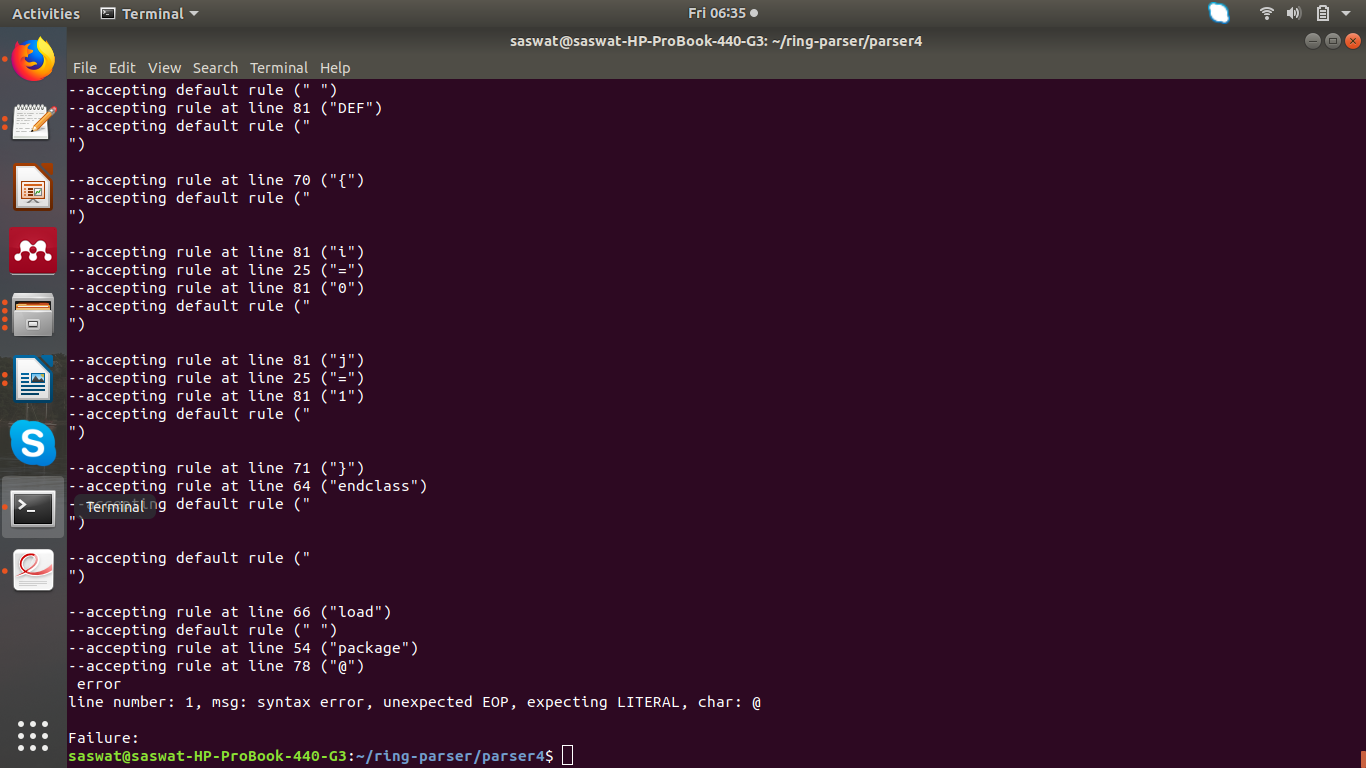 Activities Terminal Fri 06:35
saswat@saswat-HP-ProBook-440-G3: ~/ring-parser/parser4
File Edit View Search Terminal Help
--accepting default rule (" ")
--accepting rule at line 81 ("DEF")
--accepting default rule ("
")
--accepting rule at line 70 ("{")
--accepting default rule ("
")
--accepting rule at line 81 ("i")
--accepting rule at line 25 ("=")
--accepting rule at line 81 ("0")
--accepting default rule ("
")
--accepting rule at line 81 ("j")
--accepting rule at line 25 ("=")
--accepting rule at line 81 ("1")
--accepting default rule ("
")
--accepting rule at line 71 ("}")
--accepting rule at line 64 ("endclass")
--accepting default rule ("
Terminal
")
--accepting default rule ("
")
--accepting rule at line 66 ("load")
--accepting default rule (" ")
--accepting rule at line 54 ("package")
--accepting rule at line 78 ("@")
error
line number: 1, msg: syntax error, unexpected EOP, expecting LITERAL, char: @
Failure:
saswat@saswat-HP-ProBook-440-G3:~/ring-parser/parser4$